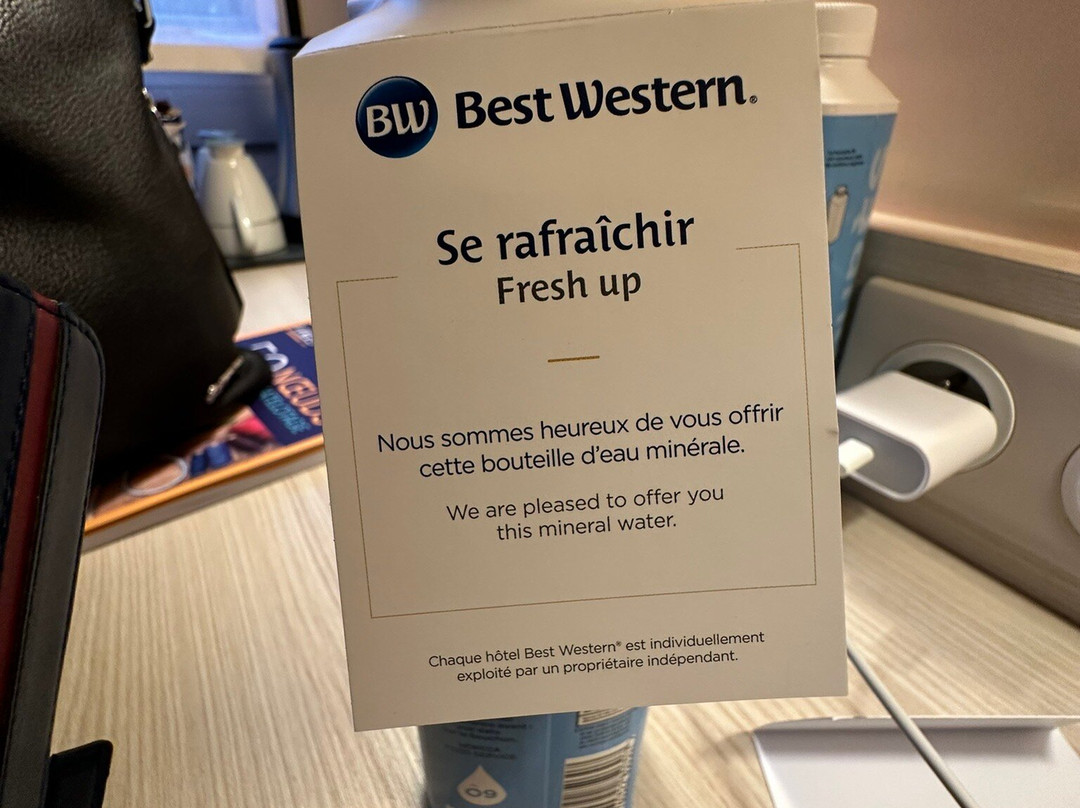 BW Best Western®
Se rafraîchir
Fresh up
Nous sommes heureux de vous offrir
cette bouteille d'eau minérale.
We are pleased to offer you
this mineral water.
Chaque hôtel Best Western® est individuellement
exploité par un propriétaire indépendant.
09